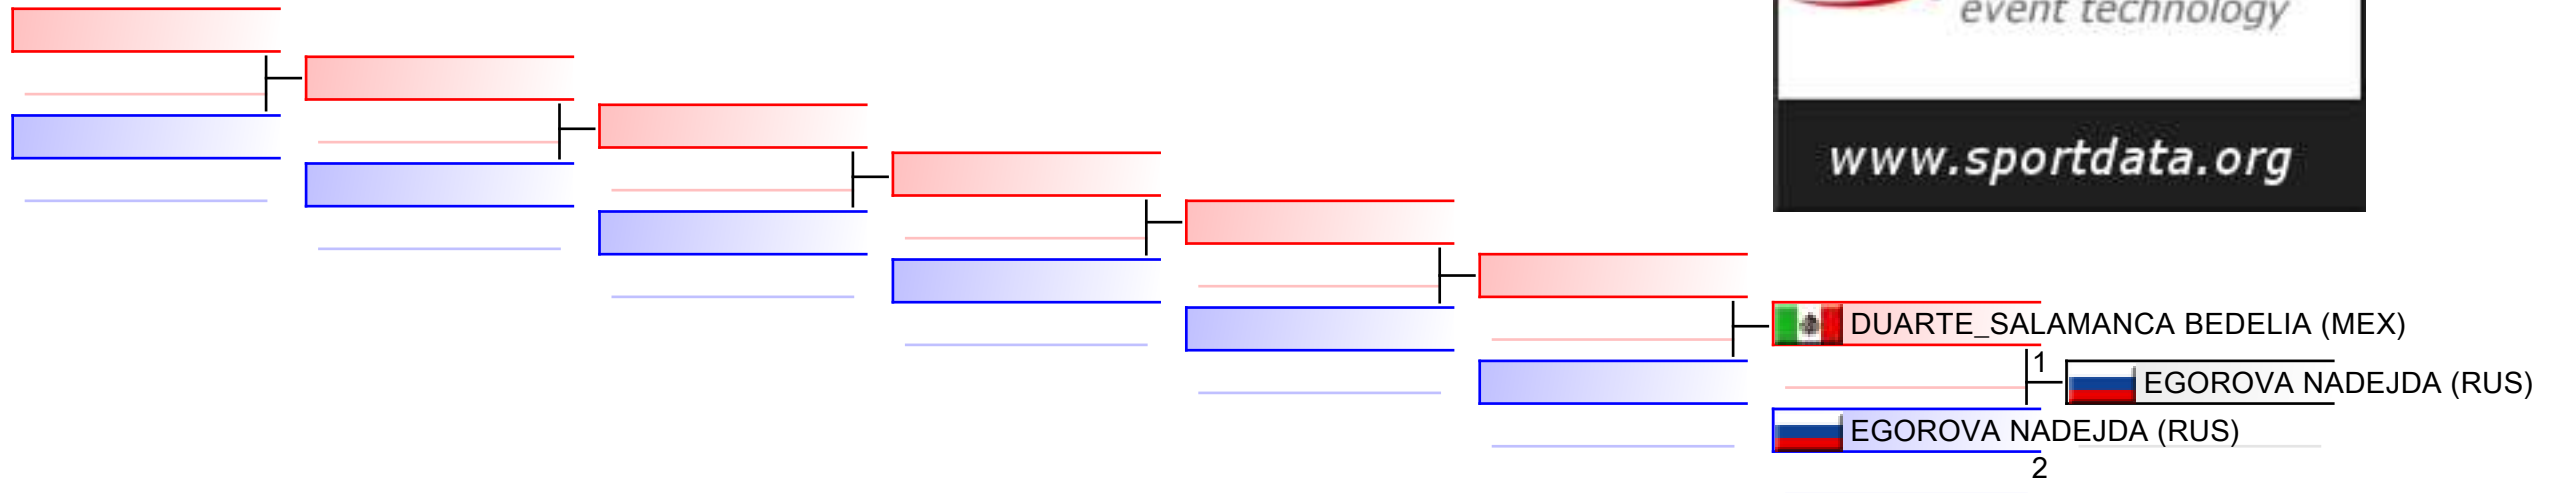 event technology
www.sportdata.org
DUARTE_SALAMANCA BEDELIA (MEX)
1
EGOROVA NADEJDA (RUS)
EGOROVA NADEJDA (RUS)
2